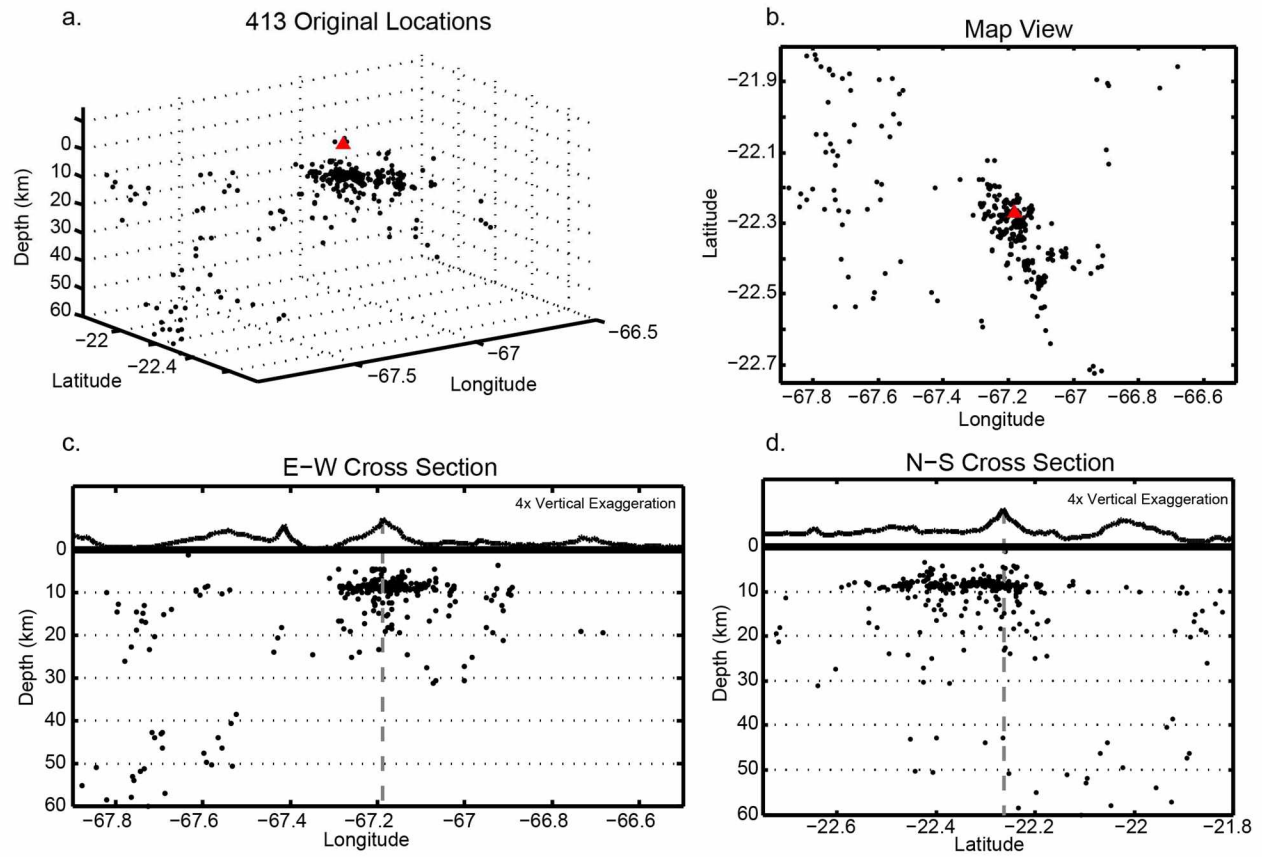 a.
413 Original Locations
0
10
20
30
40
50
60
Depth (km)
−22
−22.4
Latitude
−67.5
−67
−66.5
Longitude
b.
Map View
−21.9
−22.1
−22.3
−22.5
−22.7
Latitude
−67.8 −67.6 −67.4 −67.2 −67 −66.8 −66.6
Longitude
c.
E−W Cross Section
4x Vertical Exaggeration
0
10
20
30
40
50
60
Depth (km)
−67.8 −67.6 −67.4 −67.2 −67 −66.8 −66.6
Longitude
d.
N−S Cross Section
4x Vertical Exaggeration
0
10
20
30
40
50
60
Depth (km)
−22.6 −22.4 −22.2 −22 −21.8
Latitude